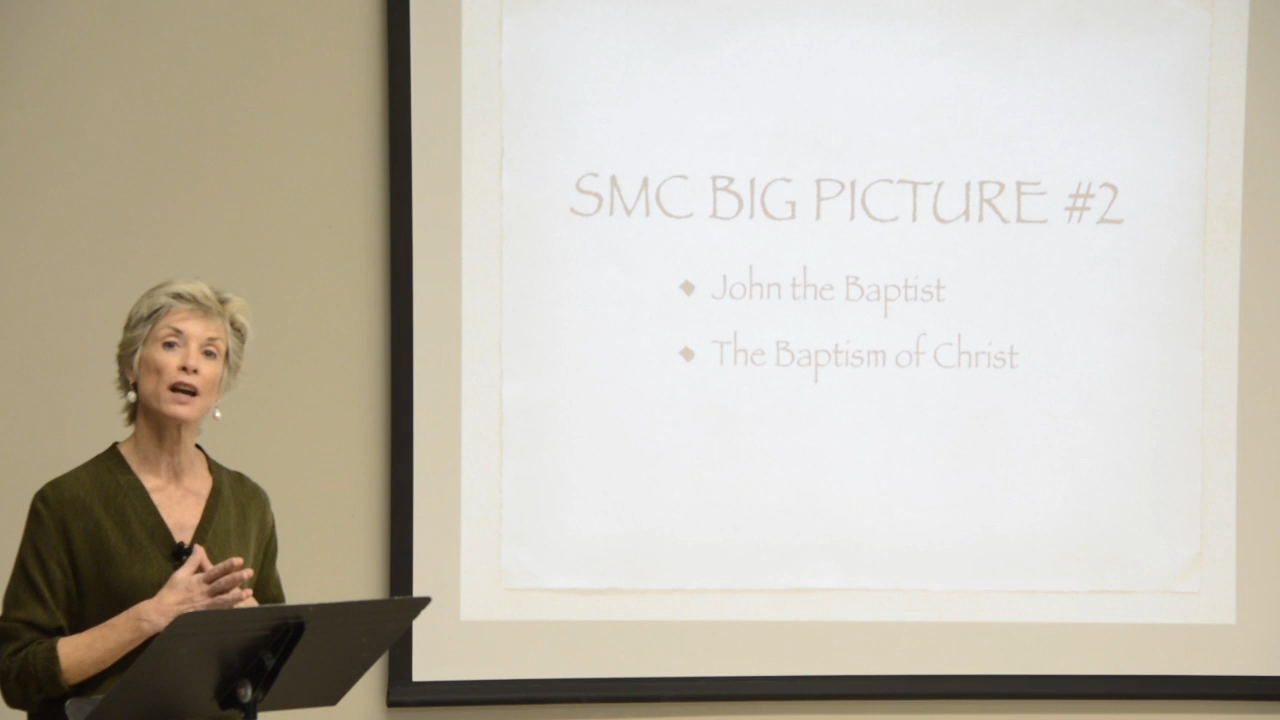 SMC BIG PICTURE #2
John the Baptist
The Baptism of Christ